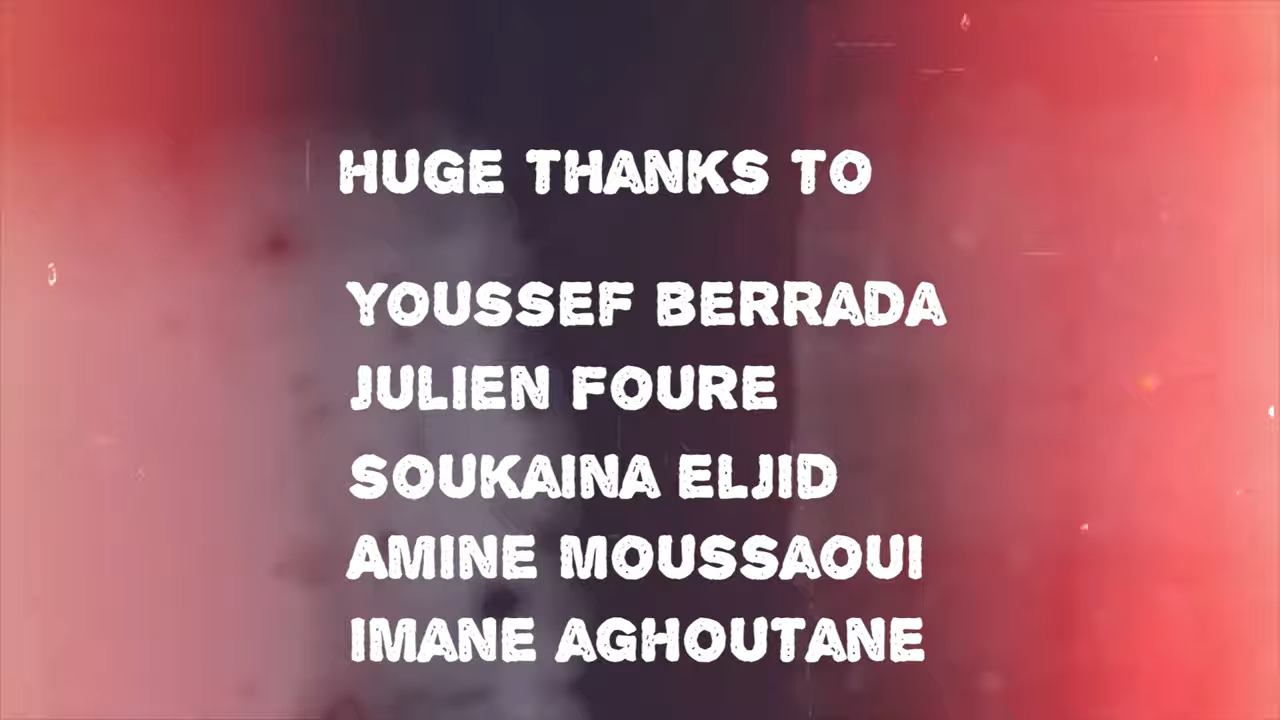 HUGE THANKS TO
YOUSSEF BERRADA
JULIEN FOURE
SOUKAINA ELJID
AMINE MOUSSAOUI
IMANE AGHOUTANE